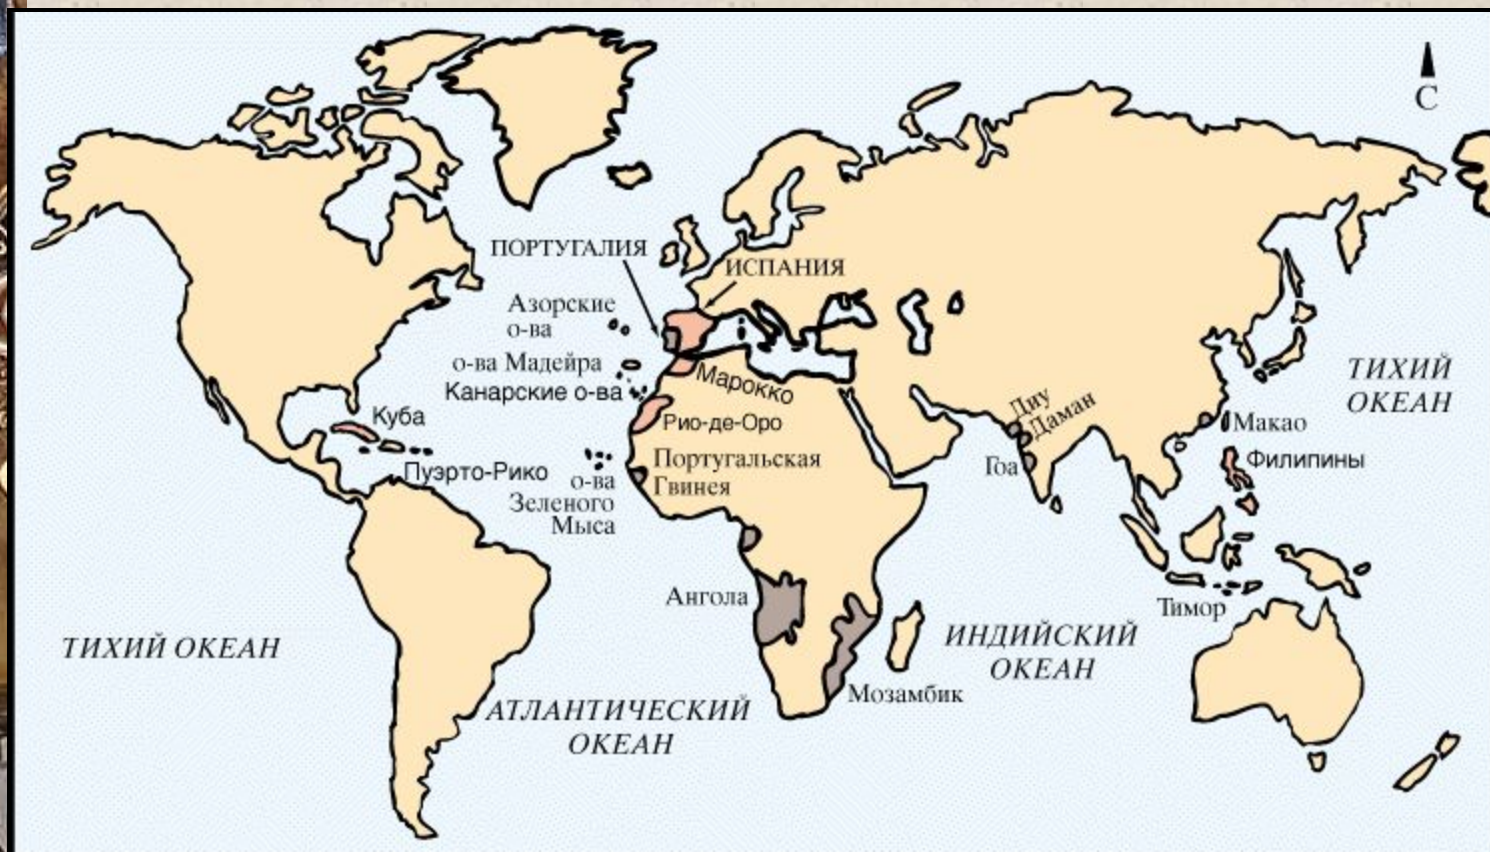 С
ПОРТУГАЛИЯ
ИСПАНИЯ
Азорские
о-ва
о-ва Мадейра
Канарские о-ва
Марокко
Рио-де-Оро
Куба
Пуэрто-Рико
о-ва
Зеленого
Мыса
Португальская
Гвинея
Ангола
Мозамбик
Диу
Даман
Гоа
Макао
Филипины
Тимор
ТИХИЙ
ОКЕАН
ТИХИЙ ОКЕАН
АТЛАНТИЧЕСКИЙ
ОКЕАН
ИНДИЙСКИЙ
ОКЕАН